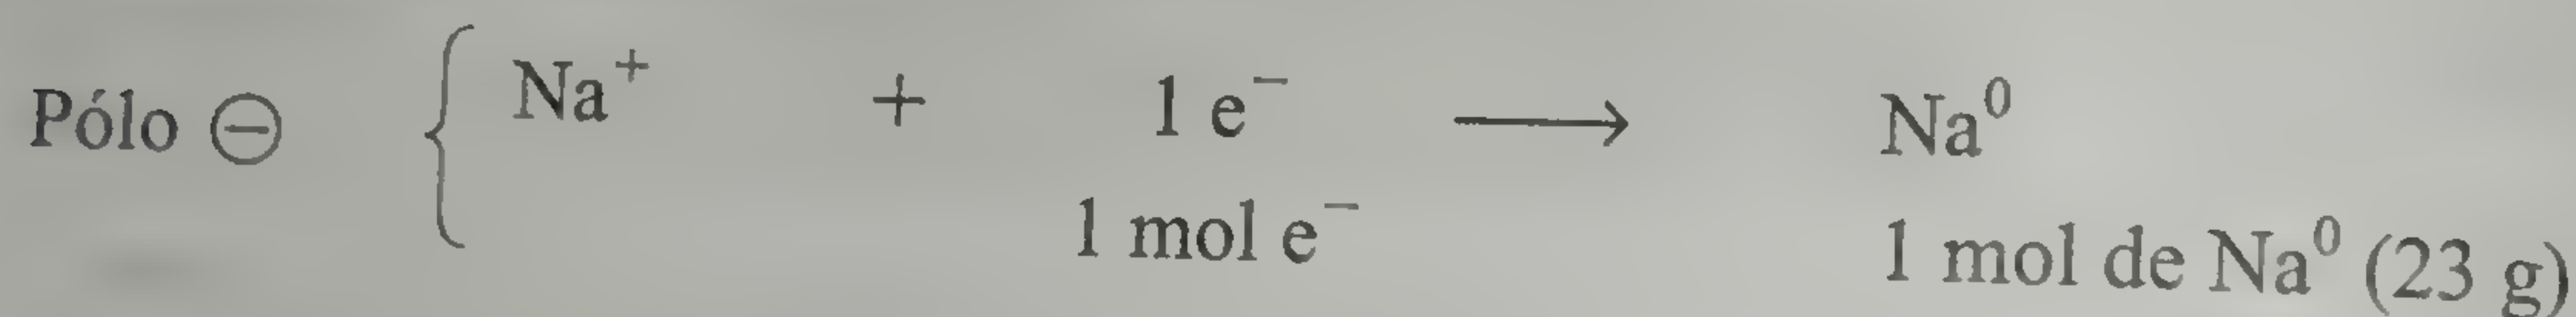 Pólo ⊖ { Na⁺ + 1 e⁻ ⟶ Na⁰
1 mol e⁻ 1 mol de Na⁰ (23 g)